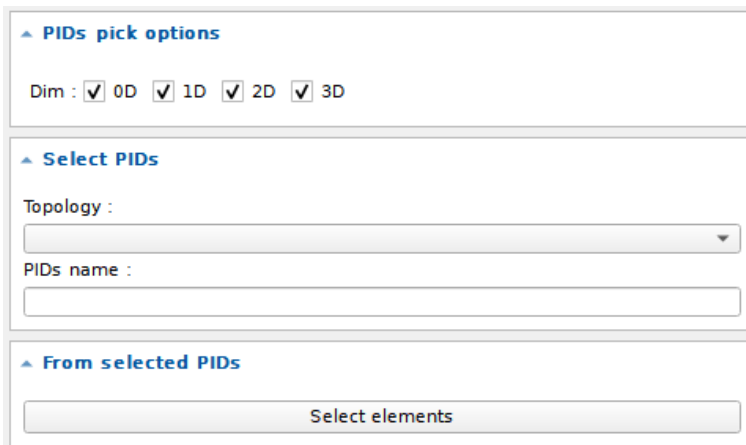 PIDs pick options
Dim : 0D 1D 2D 3D
Select PIDs
Topology :
PIDs name :
From selected PIDs
Select elements